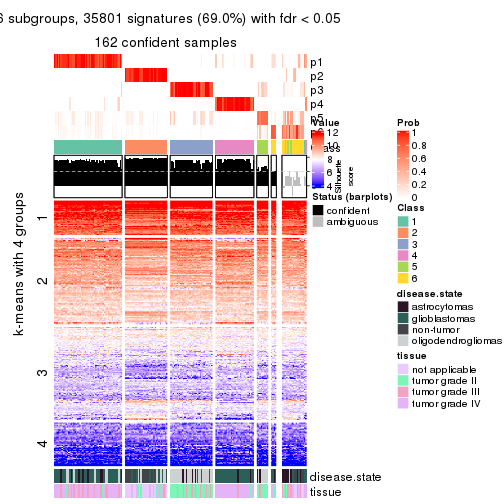 6 subgroups, 35801 signatures (69.0%) with fdr < 0.05
162 confident samples
p1
p2
p3
p4
p5
Value
12
10
8
6
4
Silhouette
score
Status (barplots)
confident
ambiguous
Prob
1
0.8
0.6
0.4
0.2
0
Class
1
2
3
4
5
6
disease.state
astrocytomas
glioblastomas
non-tumor
oligodendrogliomas
tissue
not applicable
tumor grade II
tumor grade III
tumor grade IV
k-means with 4 groups
1
2
3
4
disease.state
tissue